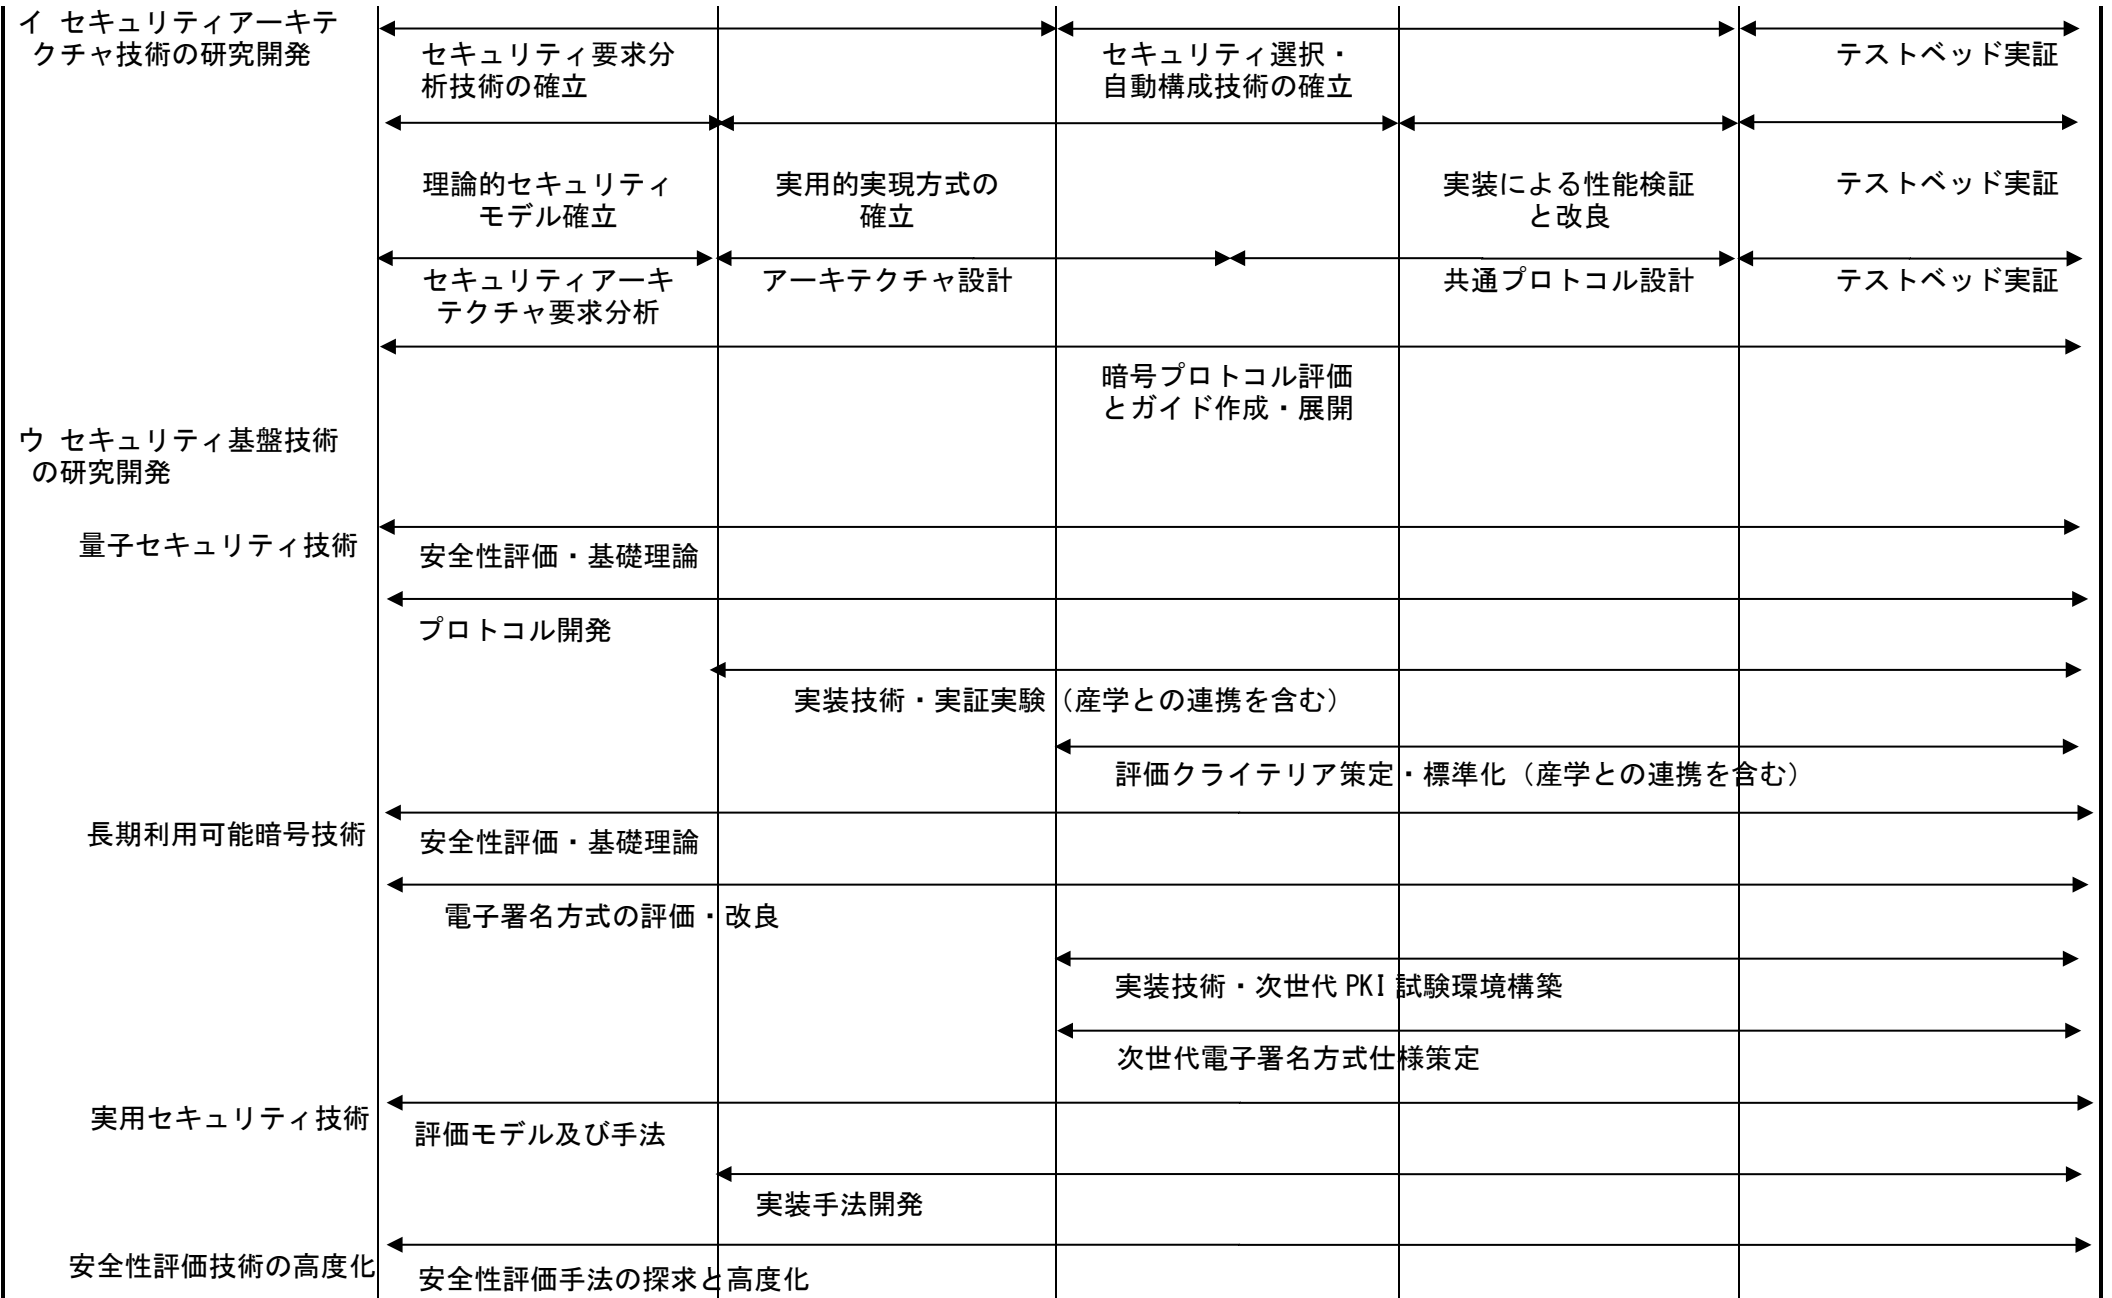 イ セキュリティアーキテ
クチャ技術の研究開発
セキュリティ要求分
析技術の確立
セキュリティ選択・
自動構成技術の確立
テストベッド実証
理論的セキュリティ
モデル確立
実用的実現方式の
確立
実装による性能検証
と改良
テストベッド実証
セキュリティアーキ
テクチャ要求分析
アーキテクチャ設計
共通プロトコル設計
テストベッド実証
暗号プロトコル評価
とガイド作成・展開
ウ セキュリティ基盤技術
の研究開発
量子セキュリティ技術
安全性評価・基礎理論
プロトコル開発
実装技術・実証実験（産学との連携を含む）
評価クライテリア策定・標準化（産学との連携を含む）
長期利用可能暗号技術
安全性評価・基礎理論
電子署名方式の評価・改良
実装技術・次世代 PKI 試験環境構築
次世代電子署名方式仕様策定
実用セキュリティ技術
評価モデル及び手法
実装手法開発
安全性評価技術の高度化
安全性評価手法の探求と高度化